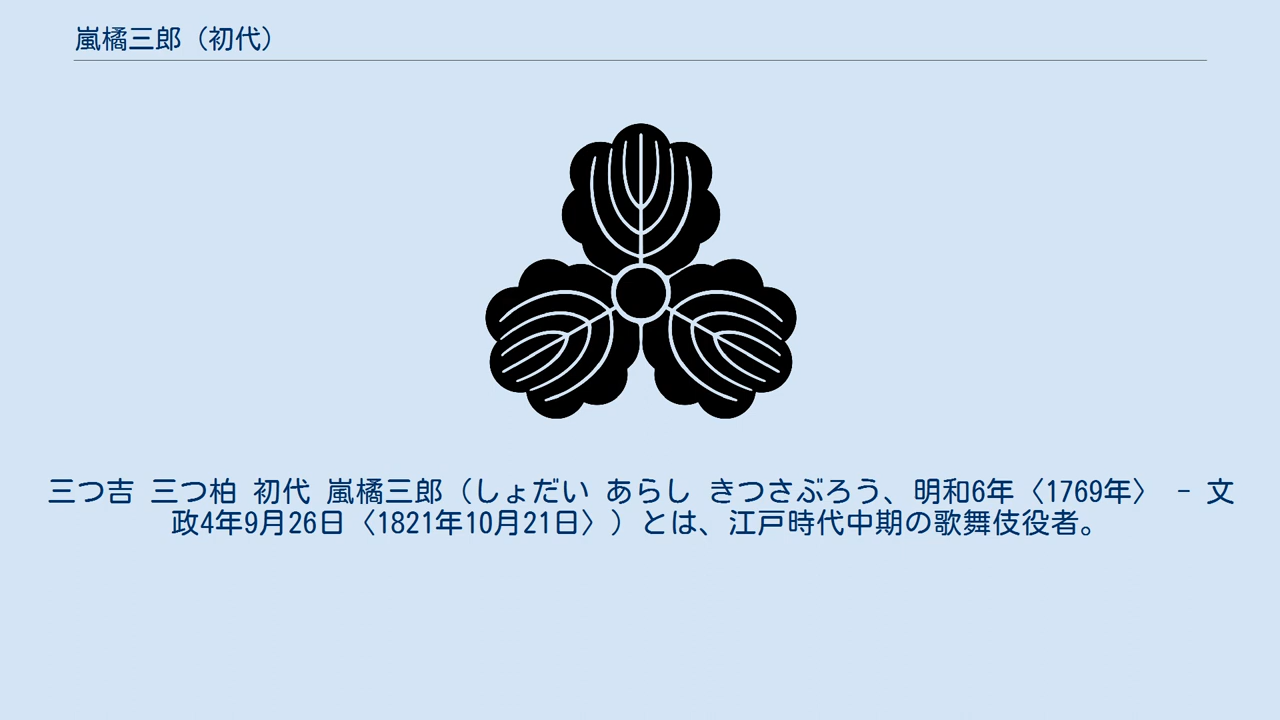 嵐橘三郎（初代）
三つ吉 三つ柏 初代 嵐橘三郎（しょだい あらし きつさぶろう、明和6年〈1769年〉 - 文
政4年9月26日〈1821年10月21日〉）とは、江戸時代中期の歌舞伎役者。